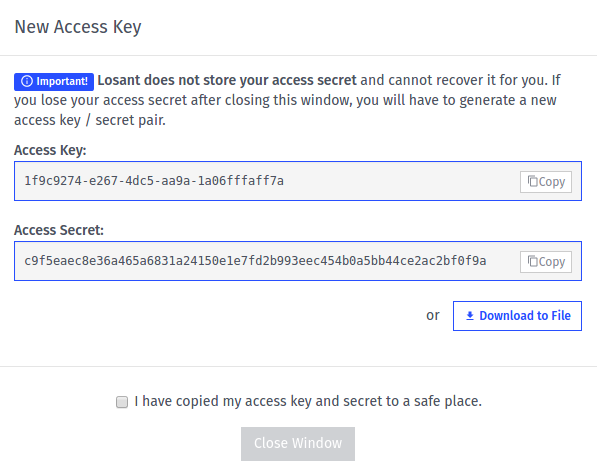 New Access Key
Important! Losant does not store your access secret and cannot recover it for you. If
you lose your access secret after closing this window, you will have to generate a new
access key / secret pair.
Access Key:
1f9c9274-e267-4dc5-aa9a-1a06fffaff7a
Copy
Access Secret:
c9f5eaec8e36a465a6831a24150e1e7fd2b993eec454b0a5bb44ce2ac2bf0f9a
Copy
or
Download to File
I have copied my access key and secret to a safe place.
Close Window